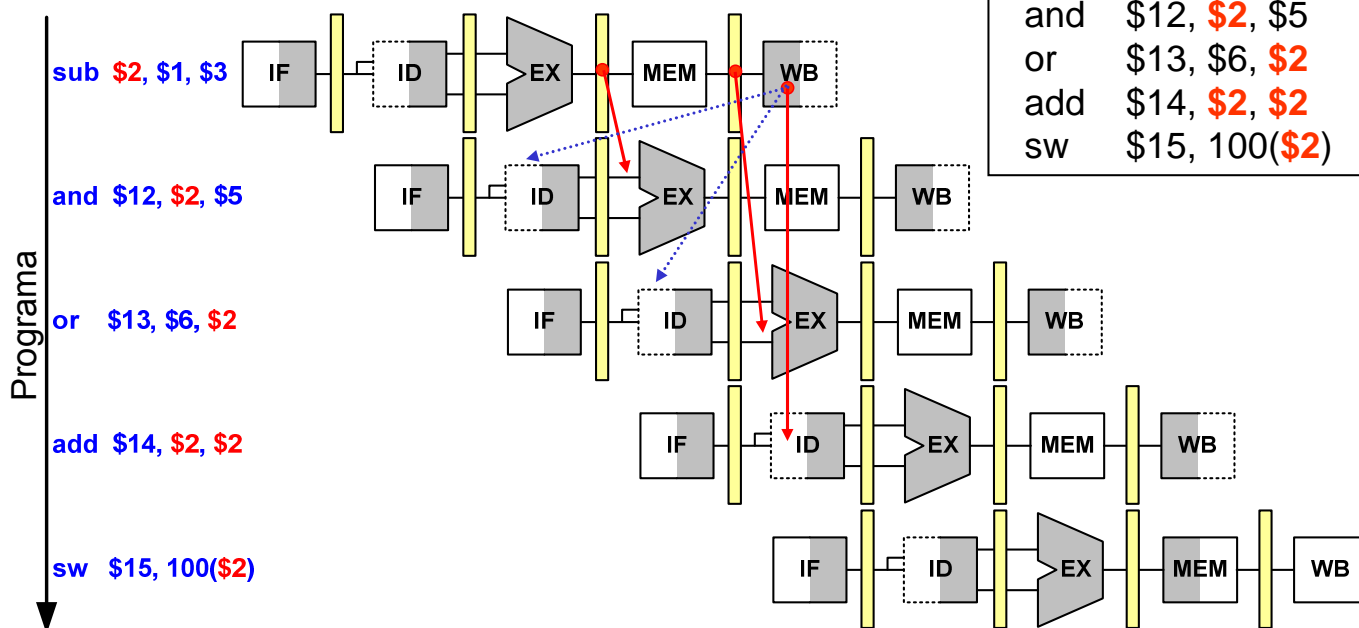 and $12, $2, $5
or $13, $6, $2
add $14, $2, $2
sw $15, 100($2)
Programa
sub $2, $1, $3 IF ID EX MEM WB
and $12, $2, $5 IF ID EX MEM WB
or $13, $6, $2 IF ID EX MEM WB
add $14, $2, $2 IF ID EX MEM WB
sw $15, 100($2) IF ID EX MEM WB